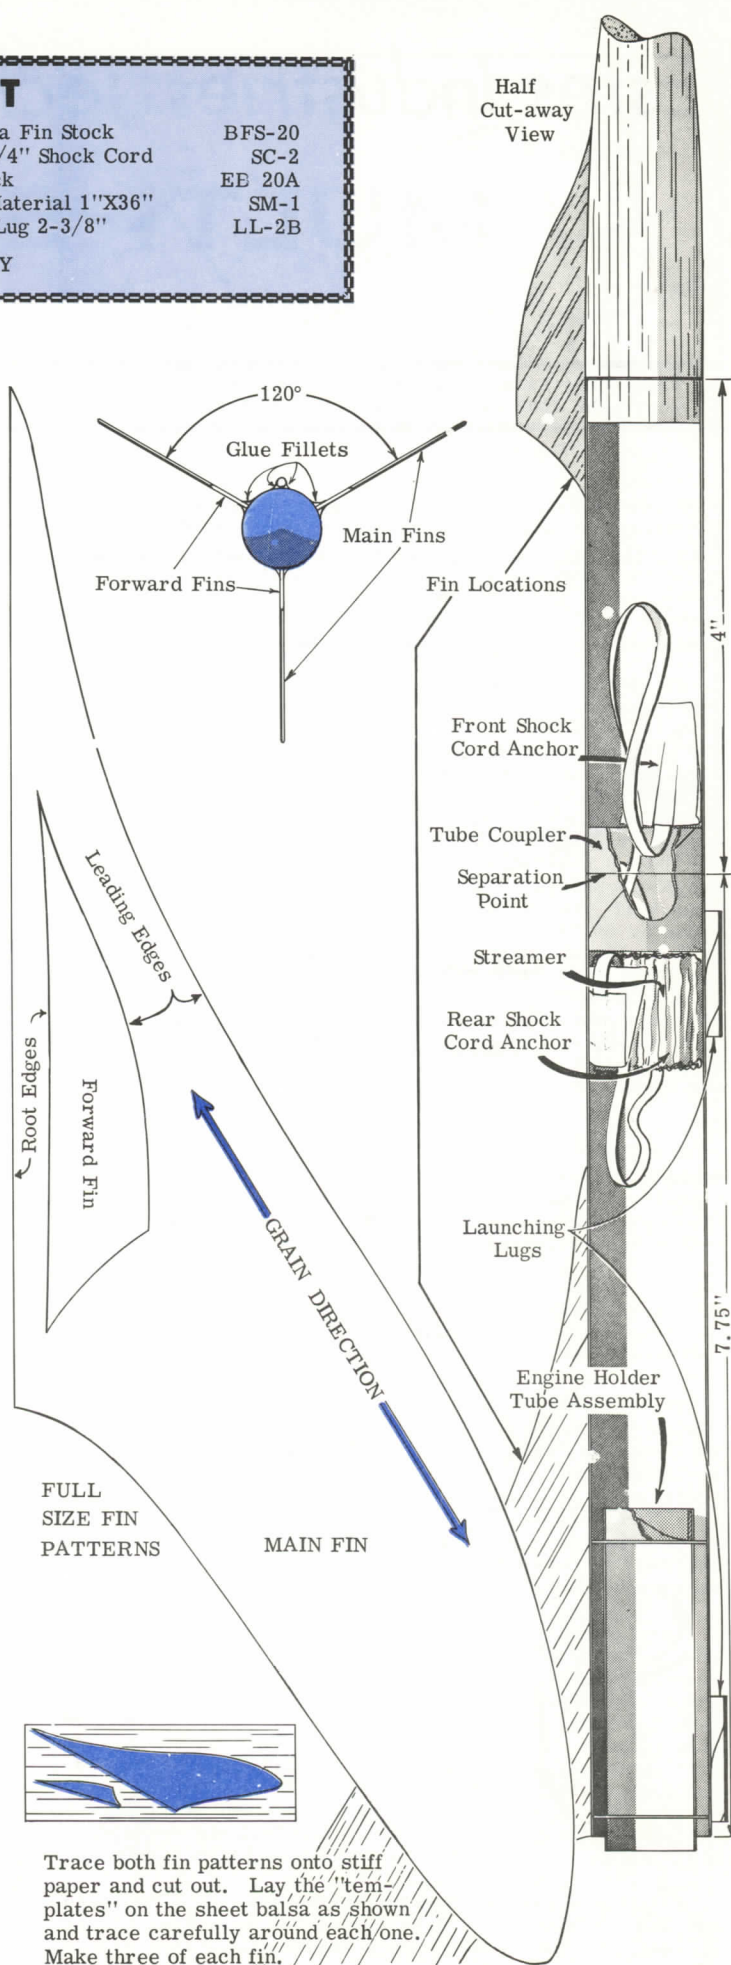 T
a Fin Stock BFS-20
/4" Shock Cord SC-2
ck EB 20A
Material 1"X36" SM-1
Lug 2-3/8" LL-2B
Y
Half
Cut-away
View
120°
Glue Fillets
Main Fins
Forward Fins
Fin Locations
4"
Front Shock
Cord Anchor
Tube Coupler
Separation
Point
Streamer
Rear Shock
Cord Anchor
Leading Edges
Root Edges
Forward Fin
GRAIN DIRECTION
Launching
Lugs
7.75"
Engine Holder
Tube Assembly
FULL
SIZE FIN
PATTERNS
MAIN FIN
Trace both fin patterns onto stiff
paper and cut out. Lay the "tem-
plates" on the sheet balsa as shown
and trace carefully around each one.
Make three of each fin.